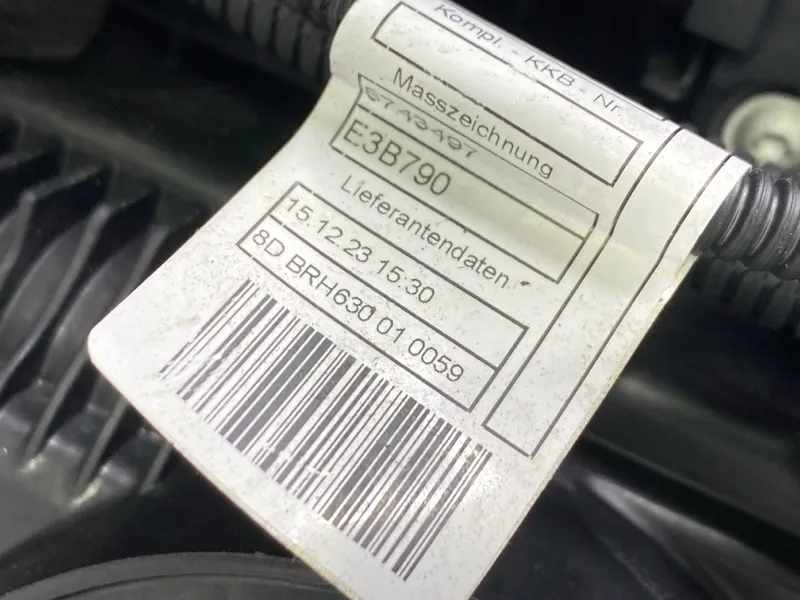 Kompl. - KKB - Nr.
Masszeichnung
E3B790
Lieferantendaten
15.12.23 15:30
8D BRH630 01 0059